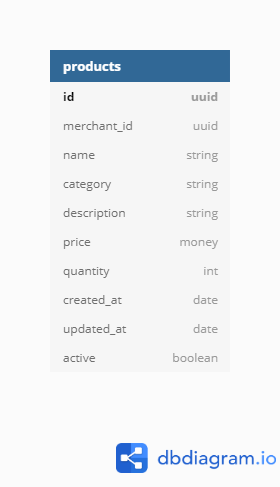 products
id uuid
merchant_id uuid
name string
category string
description string
price money
quantity int
created_at date
updated_at date
active boolean
dbdiagram.io